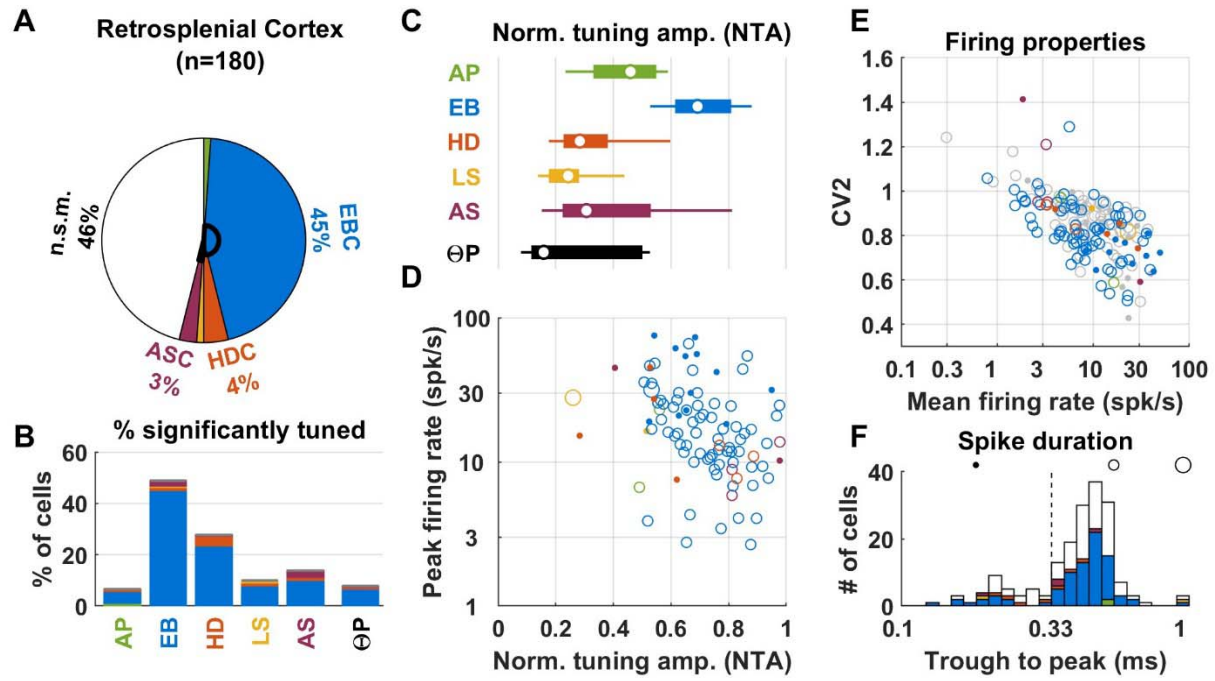 A
Retrosplenial Cortex
(n=180)
n.s.m.
46%
EBC
45%
ASC
3%
HDC
4%
B
% significantly tuned
% of cells
60
40
20
0
AP
EB
HD
LS
AS
ΘP
C
Norm. tuning amp. (NTA)
AP
EB
HD
LS
AS
ΘP
D
Peak firing rate (spk/s)
100
30
10
3
1
0 0.2 0.4 0.6 0.8 1
Norm. tuning amp. (NTA)
E
Firing properties
CV2
1.6
1.4
1.2
1
0.8
0.6
0.4
0.1 0.3 1 3 10 30 100
Mean firing rate (spk/s)
F
Spike duration
# of cells
40
20
0
0.1 0.33 1
Trough to peak (ms)